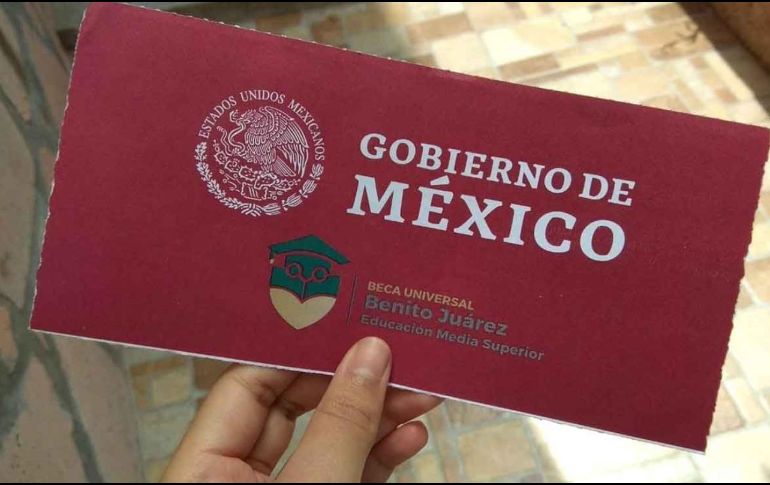 ESTADOS UNIDOS MEXICANOS
GOBIERNO DE
MÉXICO
BECA UNIVERSAL
Benito Juárez
Educación Media Superior